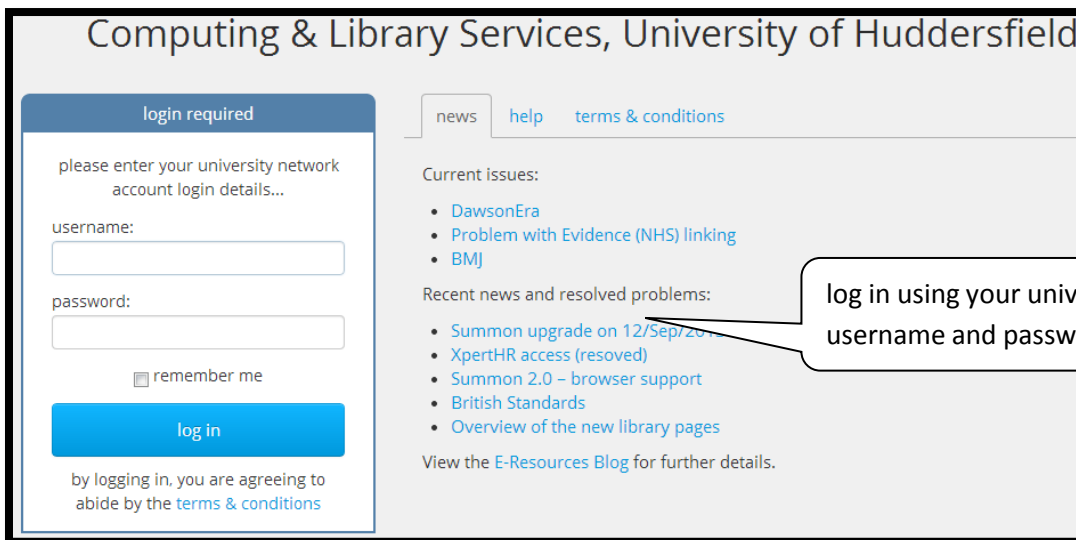 Computing & Library Services, University of Huddersfield
login required
please enter your university network
account login details...
username:
password:
remember me
log in
by logging in, you are agreeing to
abide by the terms & conditions
news help terms & conditions
Current issues:
• DawsonEra
• Problem with Evidence (NHS) linking
• BMJ
Recent news and resolved problems:
• Summon upgrade on 12/Sep/
• XpertHR access (resoved)
• Summon 2.0 – browser support
• British Standards
• Overview of the new library pages
View the E-Resources Blog for further details.
log in using your
username and